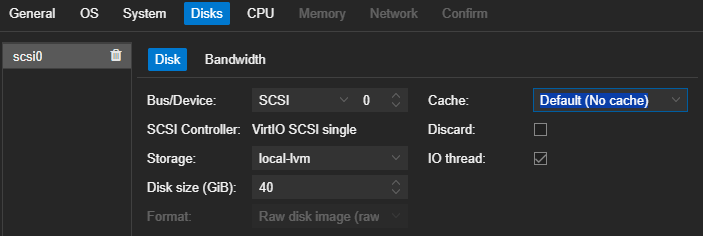 General OS System Disks CPU Memory Network Confirm
scsi0
Disk Bandwidth
Bus/Device: SCSI 0 Cache: Default (No cache)
SCSI Controller: VirtIO SCSI single Discard:
Storage: local-lvm IO thread:
Disk size (GiB): 40
Format: Raw disk image (raw